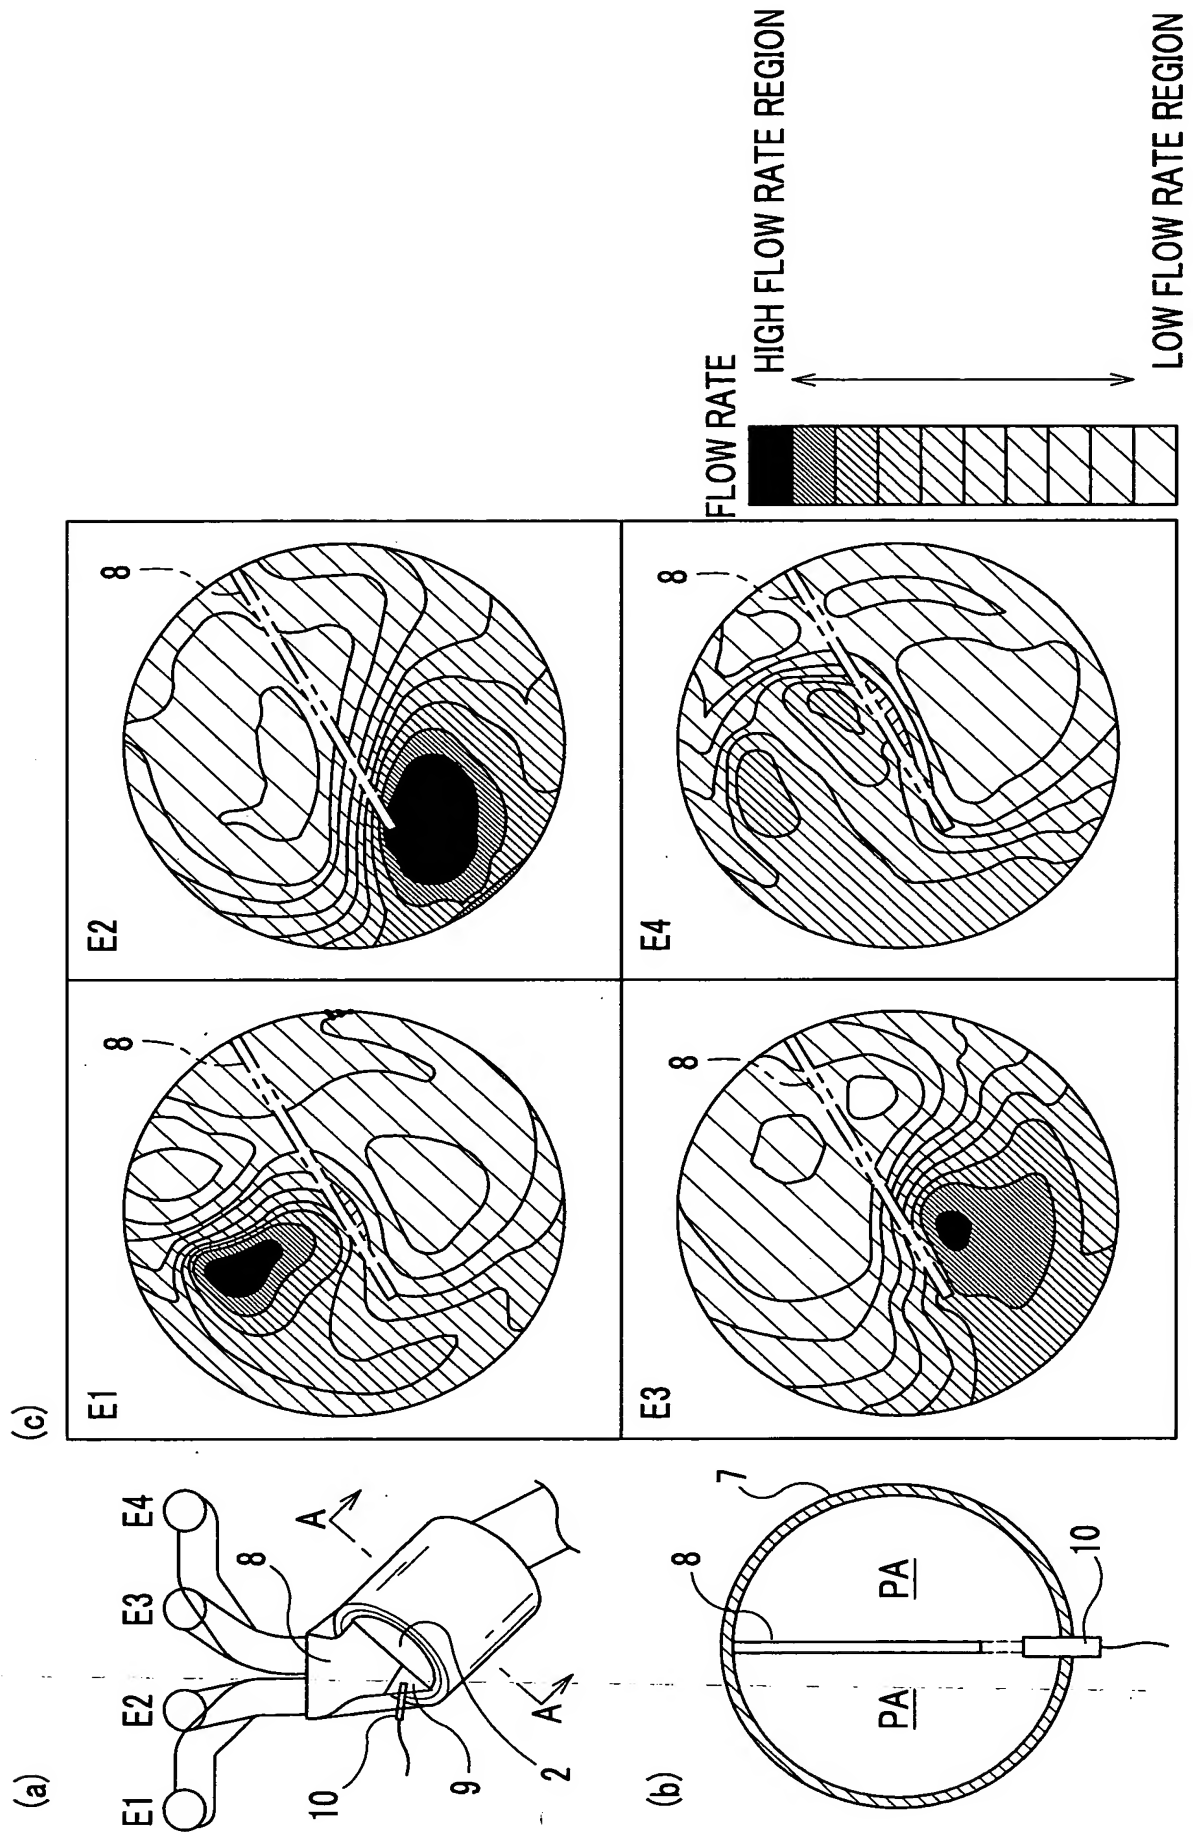 (a)
E1
E2
E3
E4
8
A
A
10
9
2
(b)
7
8
PA
PA
10
(c)
E1
8
E2
8
E3
8
E4
8
FLOW RATE
HIGH FLOW RATE REGION
LOW FLOW RATE REGION